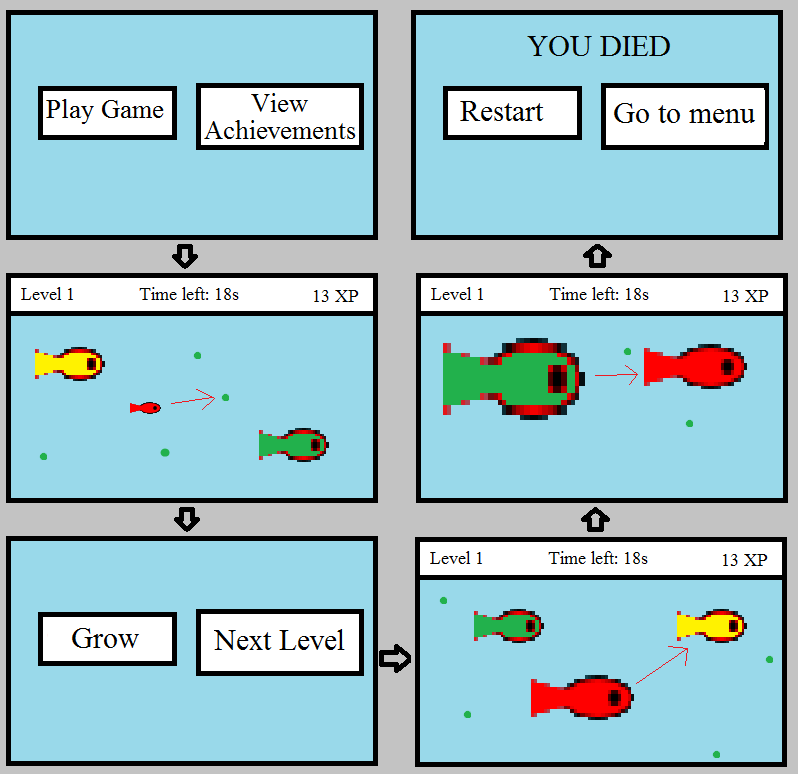 Play Game
View
Achievements
Level 1 Time left: 18s 13 XP
Grow
Next Level
Level 1 Time left: 18s 13 XP
Level 1 Time left: 18s 13 XP
YOU DIED
Restart
Go to menu